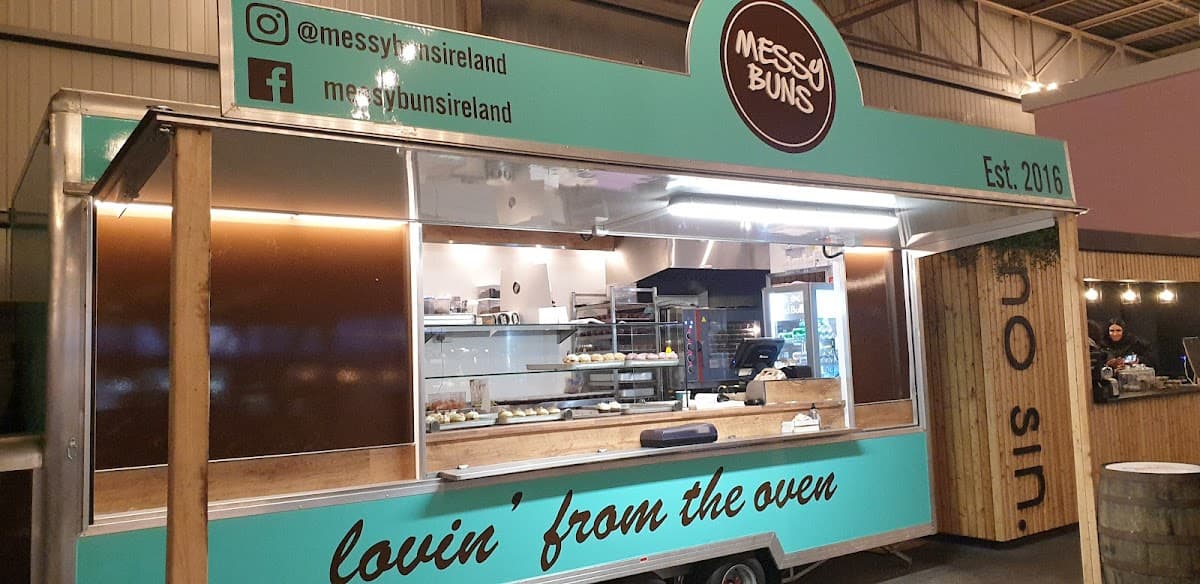 @messybunsireland
messybunsireland
MESSY
BUNS
Est. 2016
lovin' from the oven